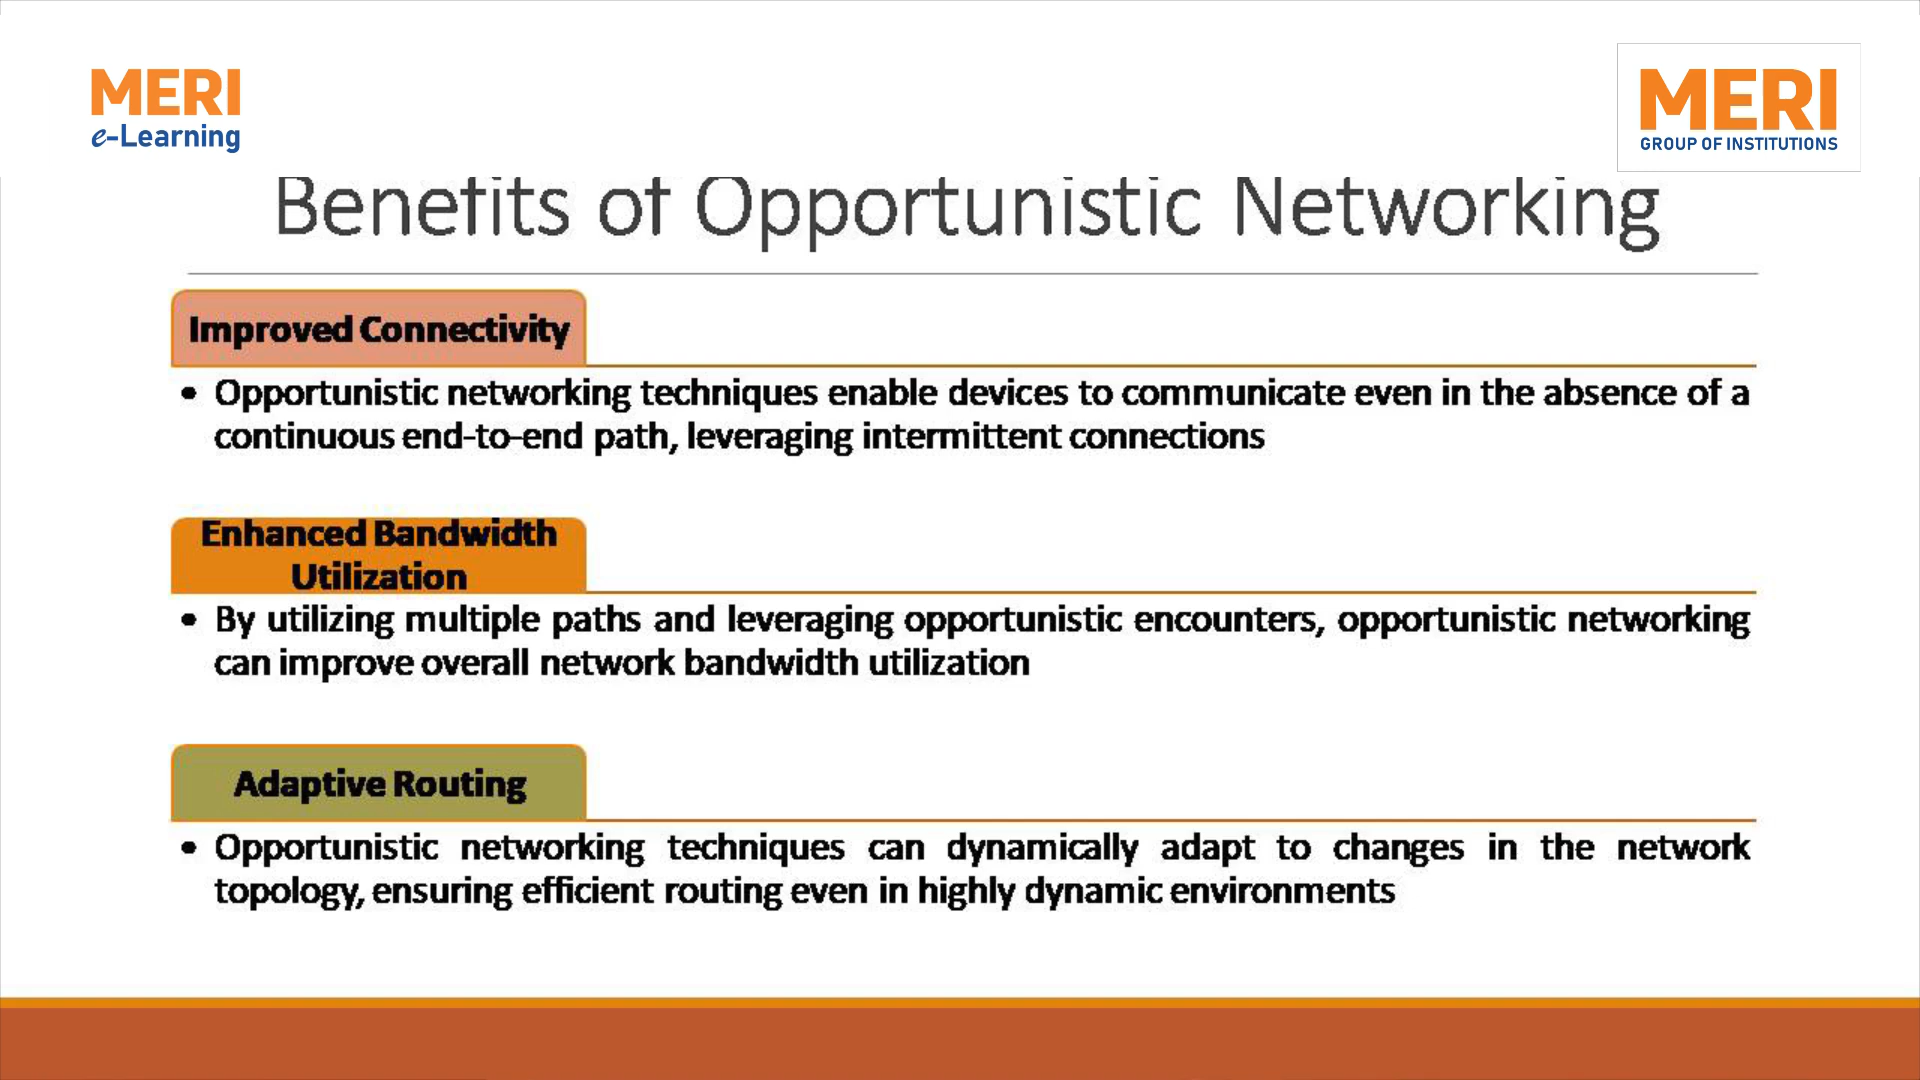 MERI
e-Learning
MERI
GROUP OF INSTITUTIONS
Benefits of Opportunistic Networking
Improved Connectivity
• Opportunistic networking techniques enable devices to communicate even in the absence of a
continuous end-to-end path, leveraging intermittent connections
Enhanced Bandwidth
Utilization
• By utilizing multiple paths and leveraging opportunistic encounters, opportunistic networking
can improve overall network bandwidth utilization
Adaptive Routing
• Opportunistic networking techniques can dynamically adapt to changes in the network
topology, ensuring efficient routing even in highly dynamic environments